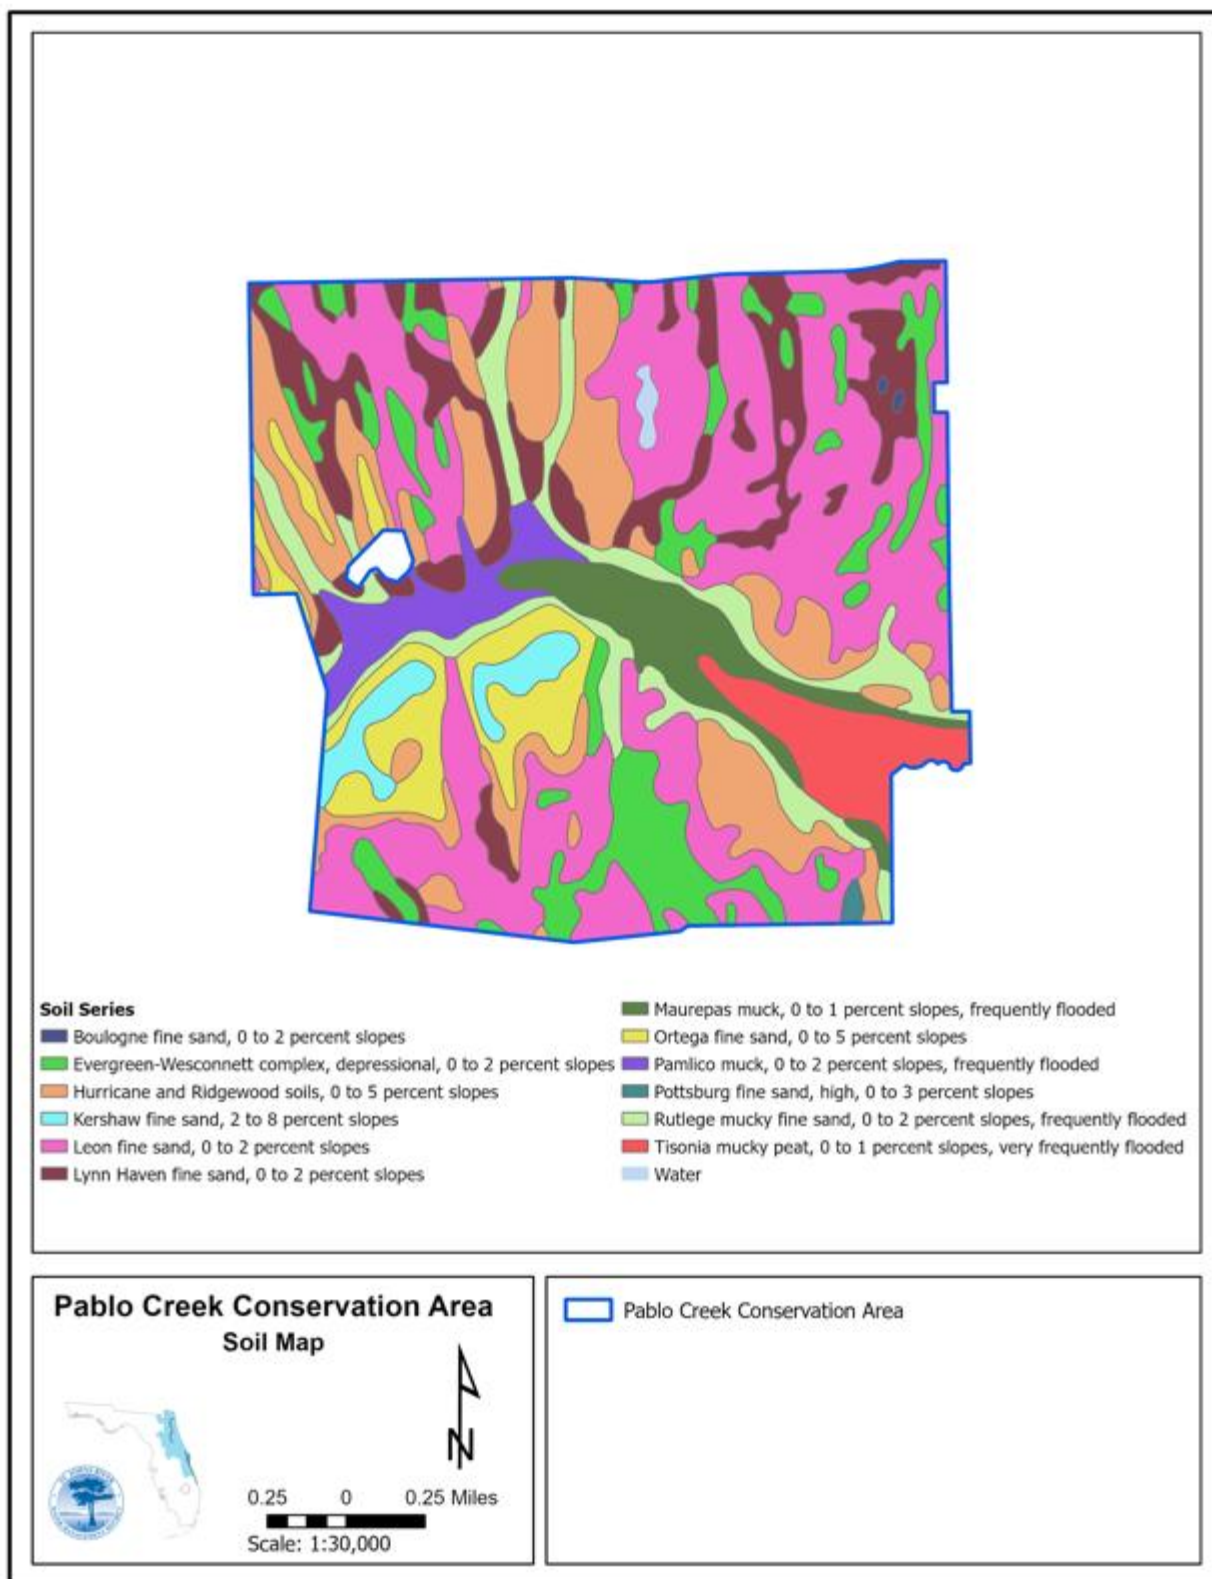 Soil Series
Boulogne fine sand, 0 to 2 percent slopes
Evergreen-Wesconnett complex, depressional, 0 to 2 percent slopes
Hurricane and Ridgewood soils, 0 to 5 percent slopes
Kershaw fine sand, 2 to 8 percent slopes
Leon fine sand, 0 to 2 percent slopes
Lynn Haven fine sand, 0 to 2 percent slopes
Maurepas muck, 0 to 1 percent slopes, frequently flooded
Ortega fine sand, 0 to 5 percent slopes
Pamlico muck, 0 to 2 percent slopes, frequently flooded
Pottsburg fine sand, high, 0 to 3 percent slopes
Rutlege mucky fine sand, 0 to 2 percent slopes, frequently flooded
Tisonia mucky peat, 0 to 1 percent slopes, very frequently flooded
Water
Pablo Creek Conservation Area
Soil Map
N
0.25 0 0.25 Miles
Scale: 1:30,000
Pablo Creek Conservation Area